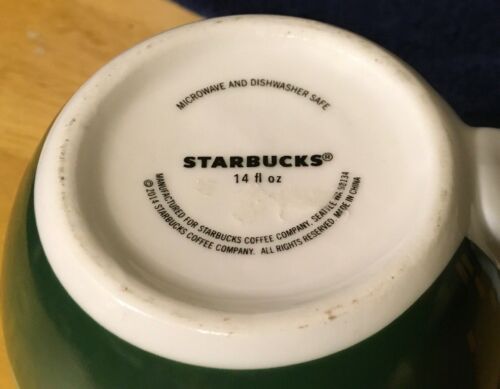 MICROWAVE AND DISHWASHER SAFE
STARBUCKS®
14 fl oz
MANUFACTURED FOR STARBUCKS COFFEE COMPANY, SEATTLE WA 98134
© 2014 STARBUCKS COFFEE COMPANY. ALL RIGHTS RESERVED. MADE IN CHINA